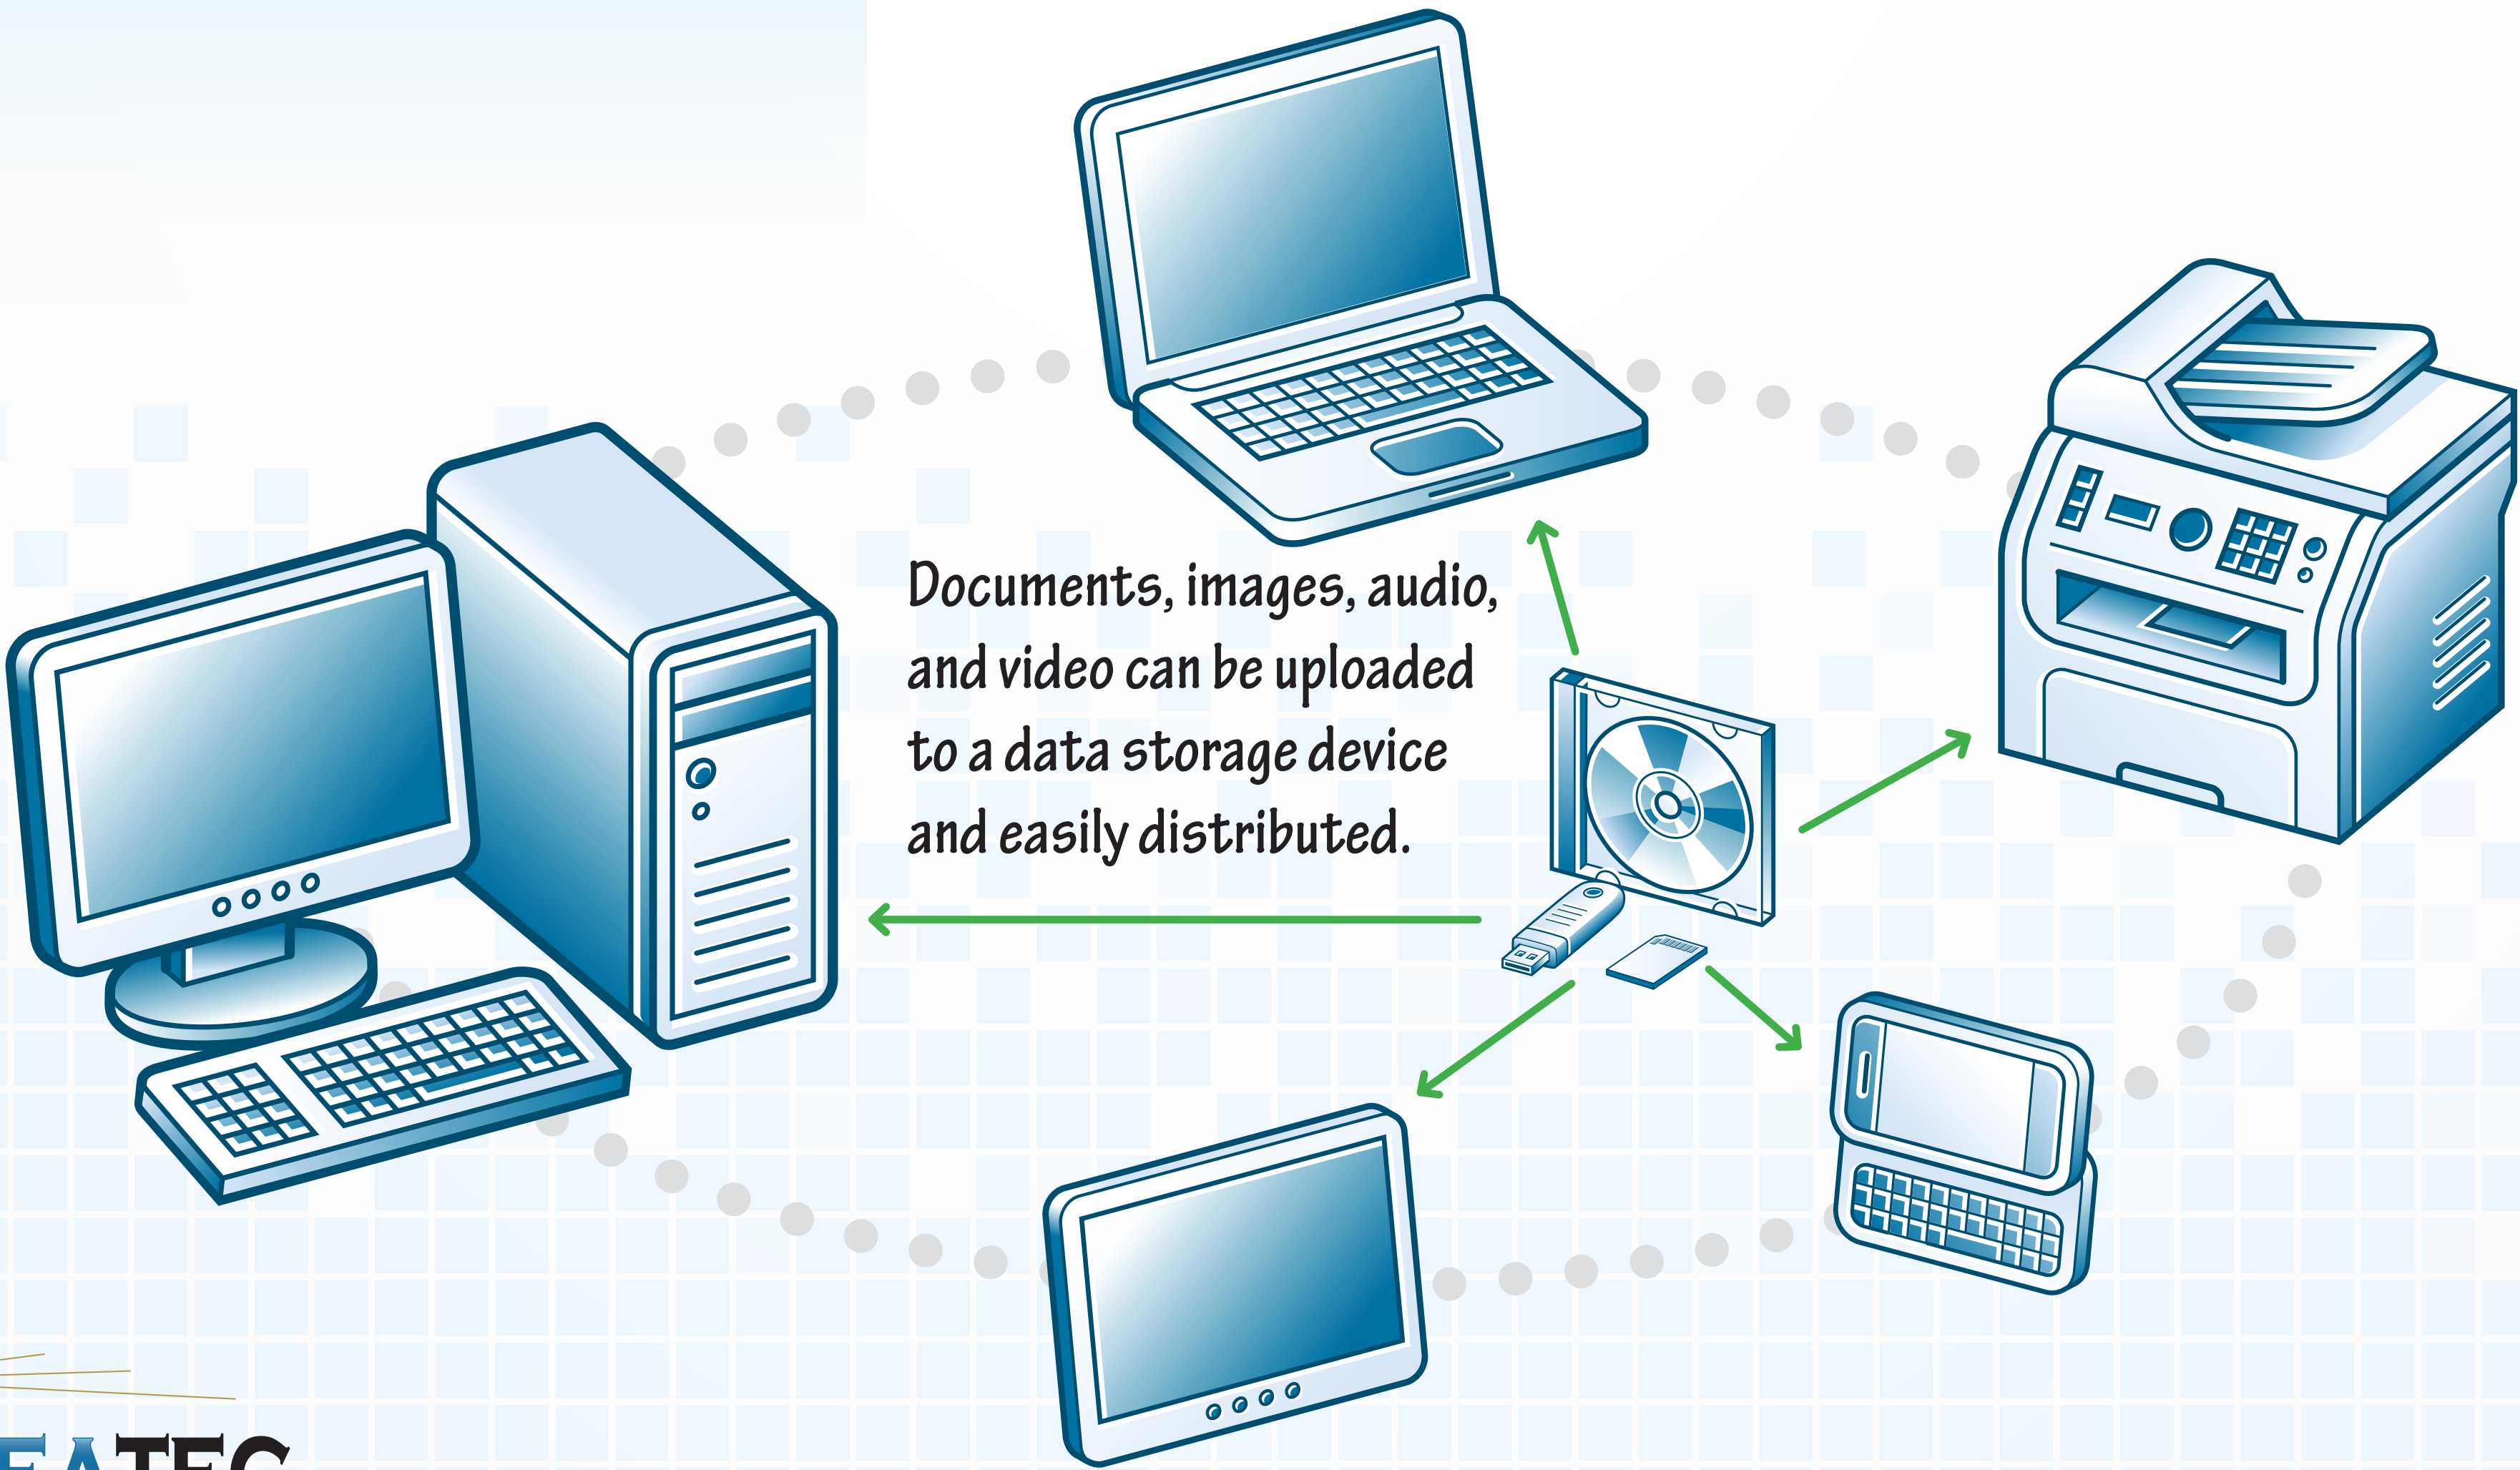 Documents, images, audio,
and video can be uploaded
to a data storage device
and easily distributed.